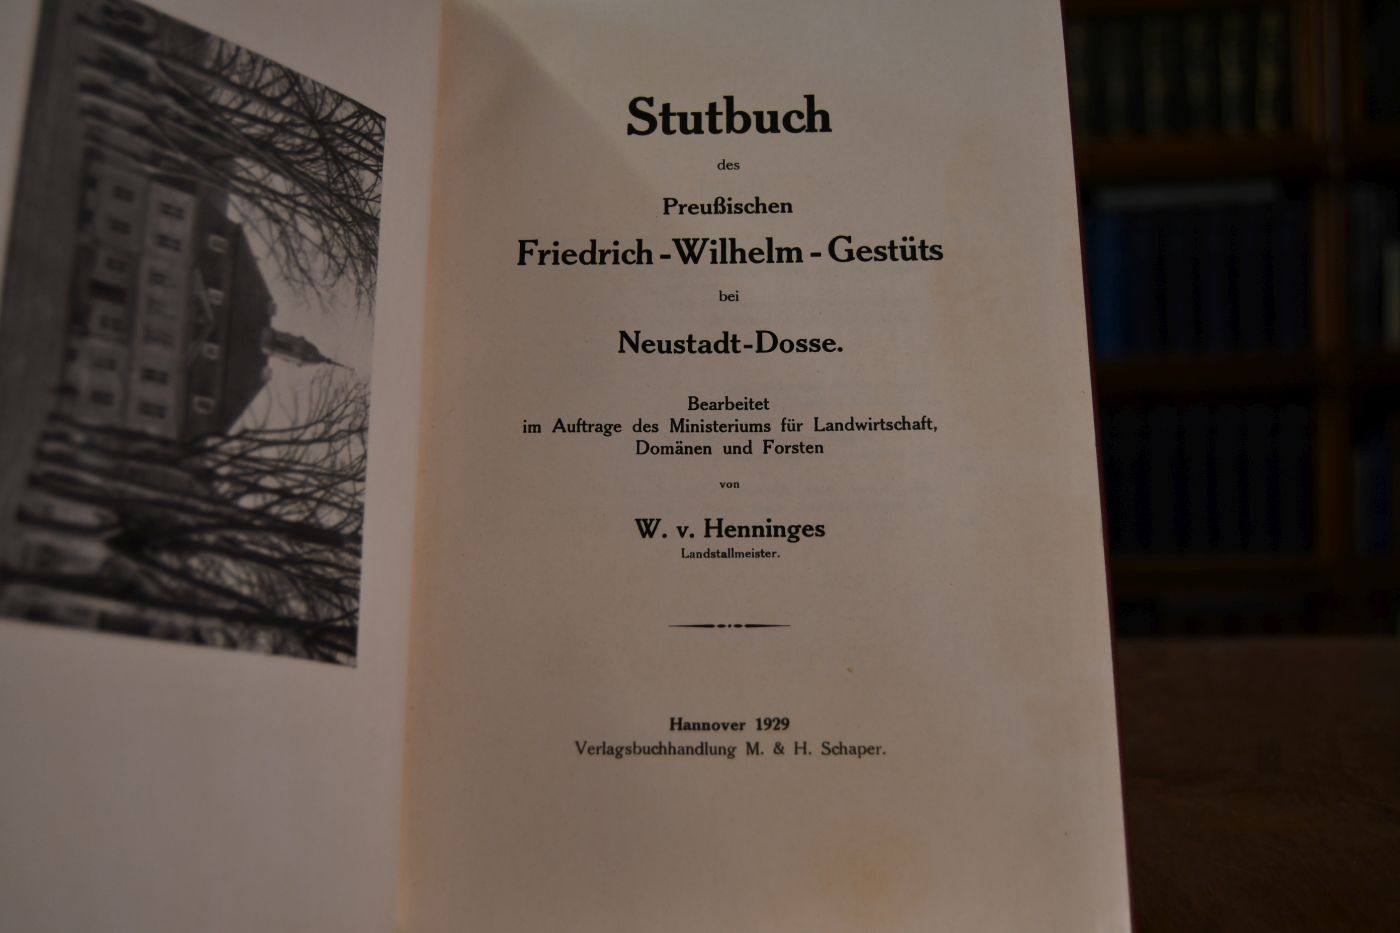 Stutbuch
des
Preußischen
Friedrich-Wilhelm-Gestüts
bei
Neustadt-Dosse.
Bearbeitet
im Auftrage des Ministeriums für Landwirtschaft,
Domänen und Forsten
von
W. v. Henninges
Landstallmeister.
Hannover 1929
Verlagsbuchhandlung M. & H. Schaper.